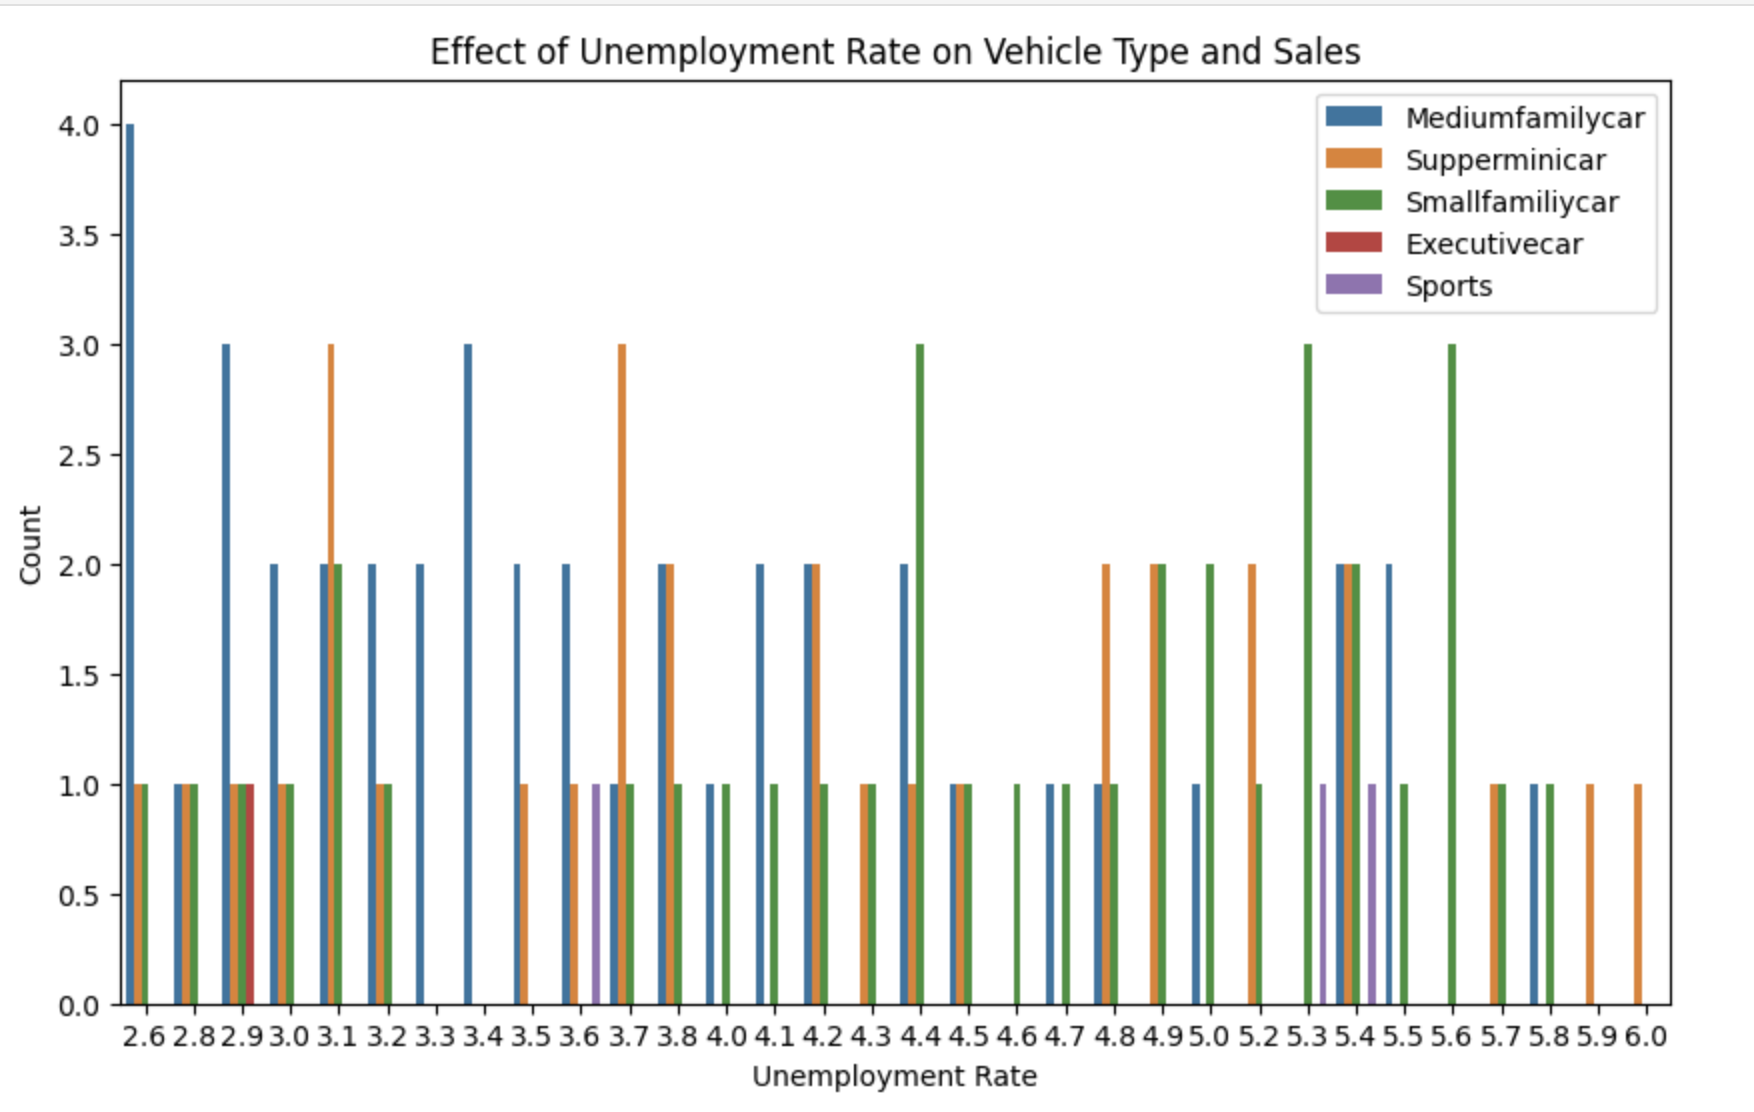 Effect of Unemployment Rate on Vehicle Type and Sales
Mediumfamilycar
Supperminicar
Smallfamiliycar
Executivecar
Sports
4.0
3.5
3.0
2.5
2.0
1.5
1.0
0.5
0.0
Count
2.6 2.8 2.9 3.0 3.1 3.2 3.3 3.4 3.5 3.6 3.7 3.8 4.0 4.1 4.2 4.3 4.4 4.5 4.6 4.7 4.8 4.9 5.0 5.2 5.3 5.4 5.5 5.6 5.7 5.8 5.9 6.0
Unemployment Rate